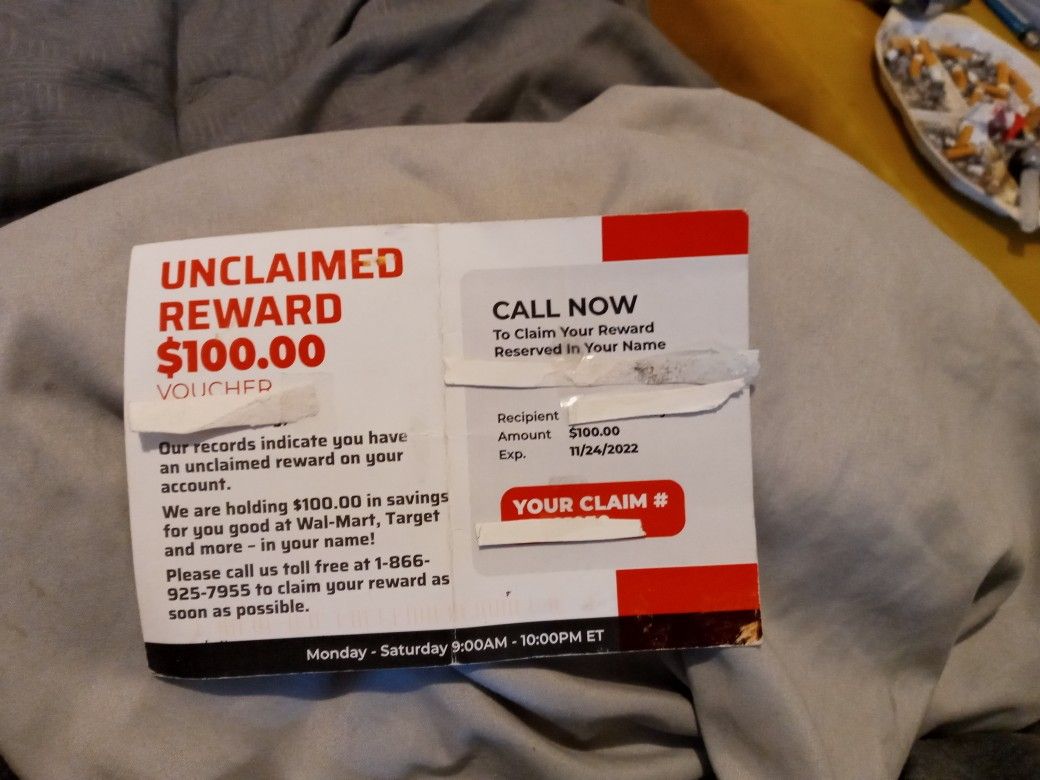 UNCLAIMED
REWARD
$100.00
VOUCHER
Our records indicate you have
an unclaimed reward on your
account.
We are holding $100.00 in savings
for you good at Wal-Mart, Target
and more – in your name!
Please call us toll free at 1-866-
925-7955 to claim your reward as
soon as possible.
CALL NOW
To Claim Your Reward
Reserved In Your Name
Recipient
Amount $100.00
Exp. 11/24/2022
YOUR CLAIM #
Monday - Saturday 9:00AM - 10:00PM ET